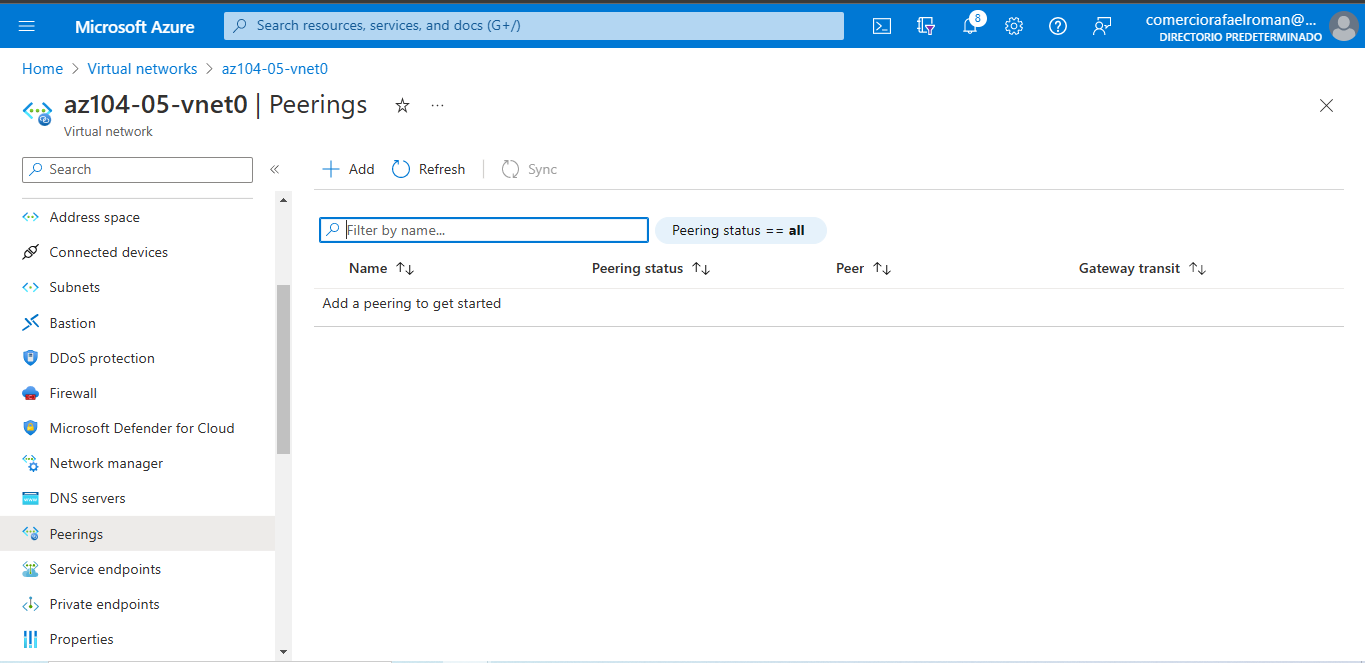 Microsoft Azure
Search resources, services, and docs (G+/)
8
comerciorafaelroman@...
DIRECTORIO PREDETERMINADO
Home > Virtual networks > az104-05-vnet0
az104-05-vnet0 | Peerings
Virtual network
Search
Add
Refresh
Sync
Address space
Connected devices
Subnets
Bastion
DDoS protection
Firewall
Microsoft Defender for Cloud
Network manager
DNS servers
Peerings
Service endpoints
Private endpoints
Properties
Filter by name...
Peering status == all
Name Peering status Peer Gateway transit
Add a peering to get started